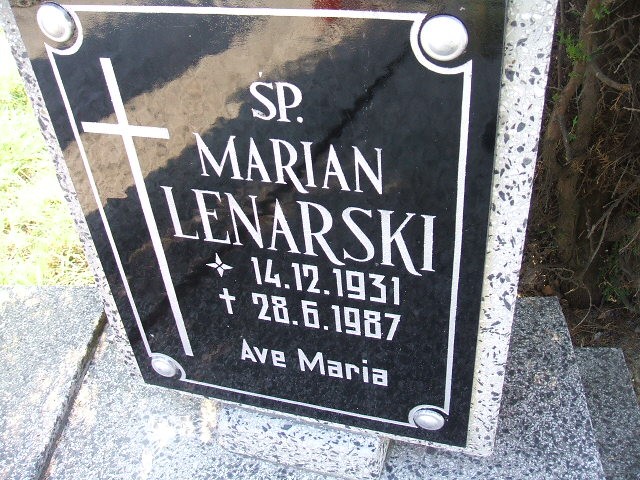 ŚP.
MARIAN
LENARSKI
14.12.1931
28.6.1987
Ave Maria